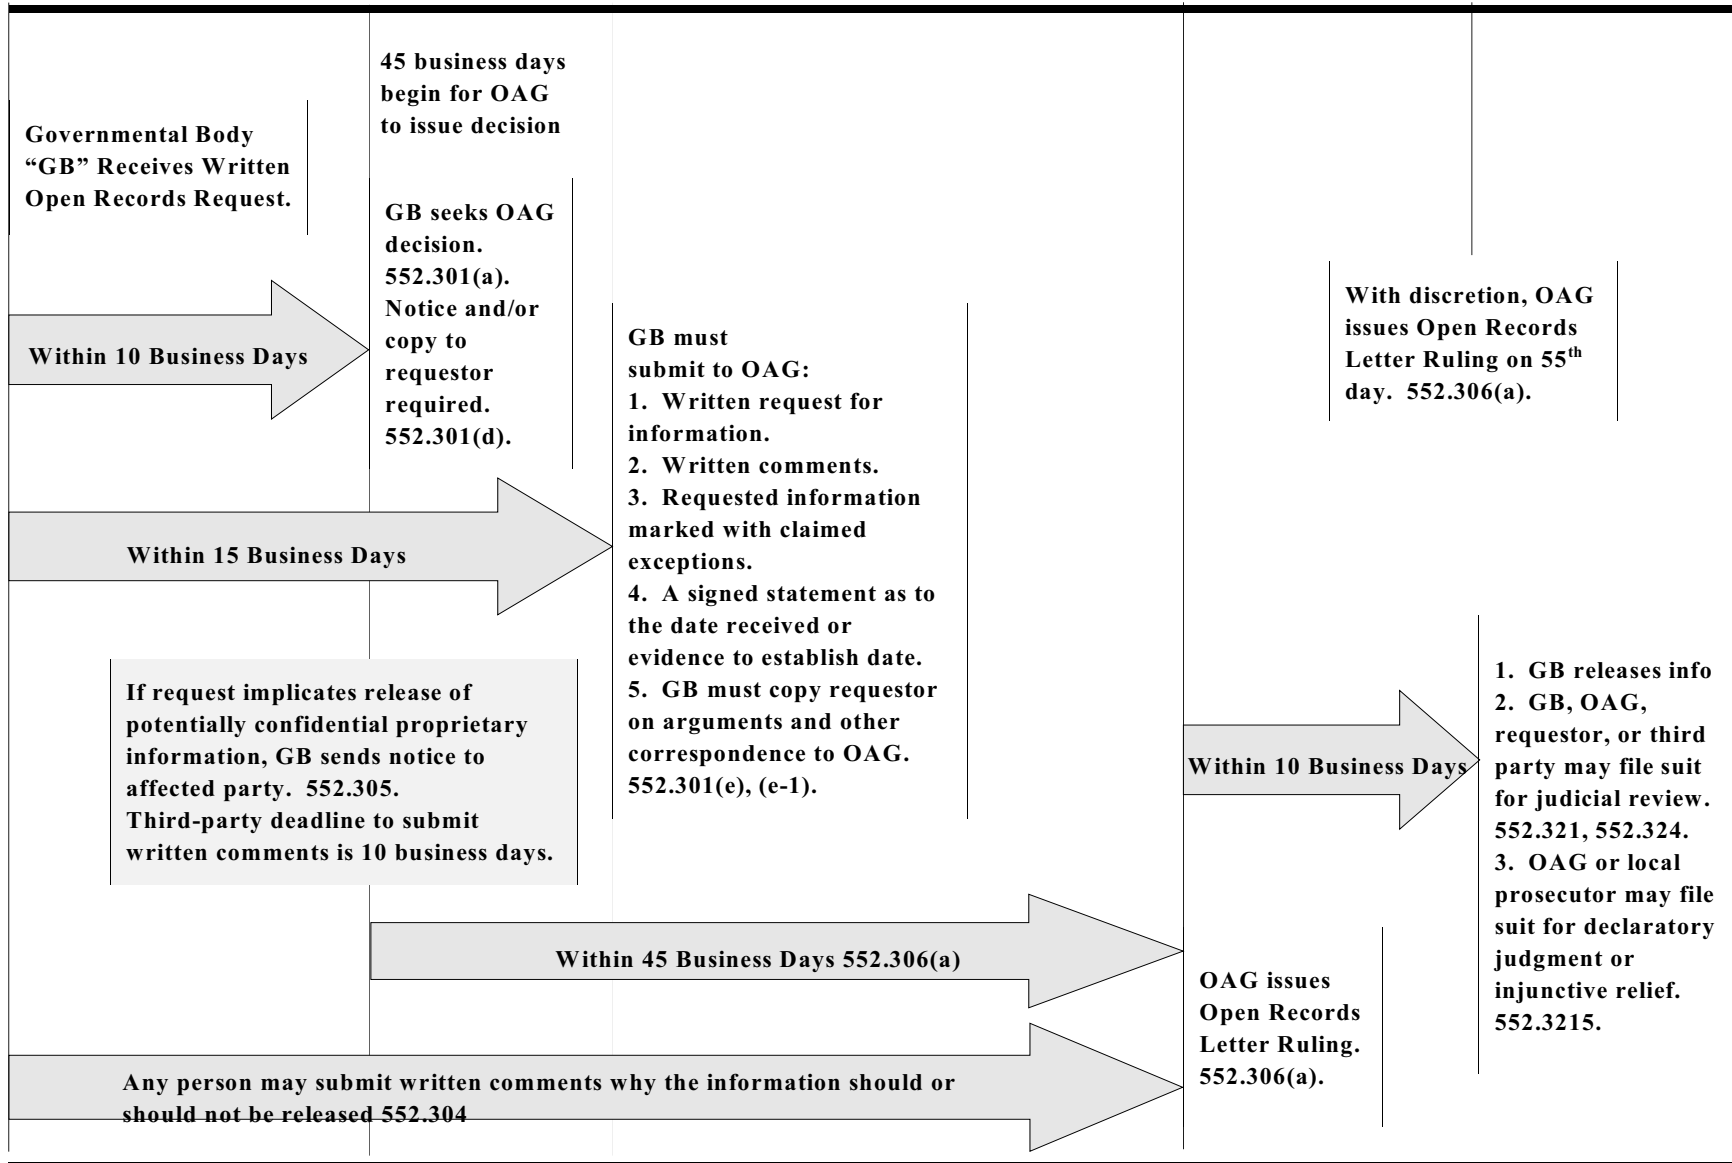 45 business days
begin for OAG
to issue decision
Governmental Body
“GB” Receives Written
Open Records Request.
GB seeks OAG
decision.
552.301(a).
Notice and/or
copy to
requestor
required.
552.301(d).
Within 10 Business Days
With discretion, OAG
issues Open Records
Letter Ruling on 55th
day. 552.306(a).
GB must
submit to OAG:
1. Written request for
information.
2. Written comments.
3. Requested information
marked with claimed
exceptions.
4. A signed statement as to
the date received or
evidence to establish date.
5. GB must copy requestor
on arguments and other
correspondence to OAG.
552.301(e), (e-1).
Within 15 Business Days
If request implicates release of
potentially confidential proprietary
information, GB sends notice to
affected party. 552.305.
Third-party deadline to submit
written comments is 10 business days.
Within 10 Business Days
1. GB releases info
2. GB, OAG,
requestor, or third
party may file suit
for judicial review.
552.321, 552.324.
3. OAG or local
prosecutor may file
suit for declaratory
judgment or
injunctive relief.
552.3215.
Within 45 Business Days 552.306(a)
OAG issues
Open Records
Letter Ruling.
552.306(a).
Any person may submit written comments why the information should or
should not be released 552.304